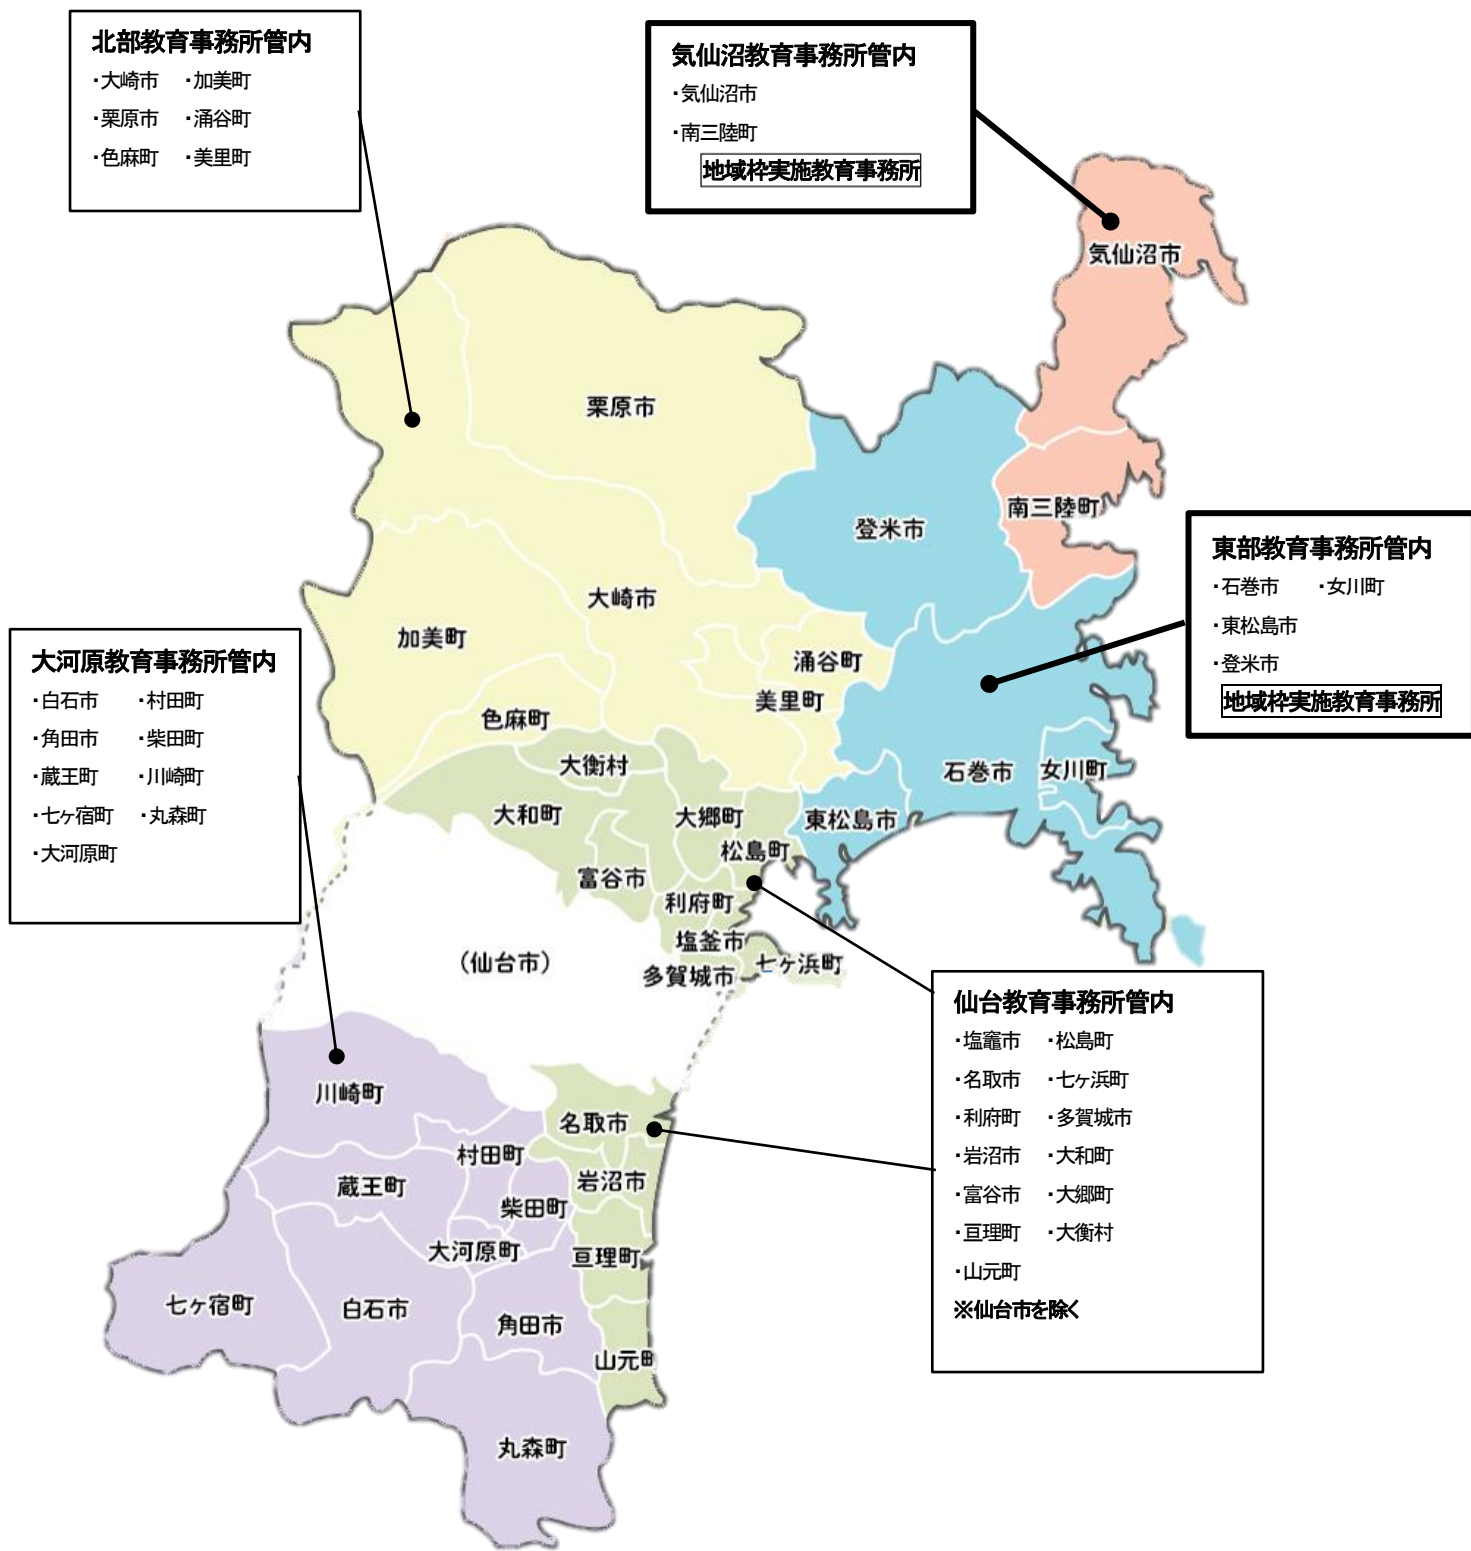 北部教育事務所管内
・大崎市 ・加美町
・栗原市 ・涌谷町
・色麻町 ・美里町
気仙沼教育事務所管内
・気仙沼市
・南三陸町
地域枠実施教育事務所
気仙沼市
栗原市
南三陸町
登米市
東部教育事務所管内
・石巻市 ・女川町
・東松島市
・登米市
地域枠実施教育事務所
大崎市
加美町
涌谷町
美里町
色麻町
大河原教育事務所管内
・白石市 ・村田町
・角田市 ・柴田町
・蔵王町 ・川崎町
・七ヶ宿町 ・丸森町
・大河原町
大衡村
石巻市
女川町
大和町
大郷町
東松島市
松島町
富谷市
利府町
塩釜市
(仙台市)
多賀城市
七ヶ浜町
仙台教育事務所管内
・塩竈市 ・松島町
・名取市 ・七ヶ浜町
・利府町 ・多賀城市
・岩沼市 ・大和町
・富谷市 ・大郷町
・亘理町 ・大衡村
・山元町
※仙台市を除く
川崎町
名取市
村田町
岩沼市
蔵王町
柴田町
大河原町
亘理町
七ヶ宿町
白石市
角田市
山元町
丸森町